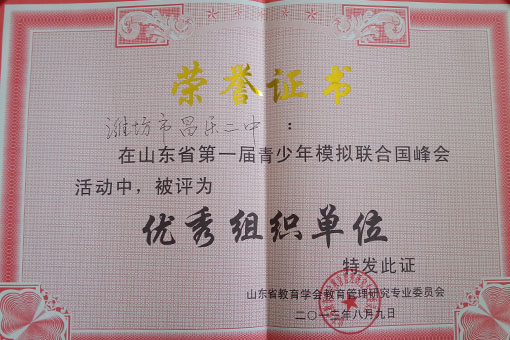 荣誉证书
潍坊市昌乐二中：
在山东省第一届青少年模拟联合国峰会
活动中，被评为
优秀组织单位
特发此证
山东省教育学会教育管理研究专业委员会
二〇一三年八月九日